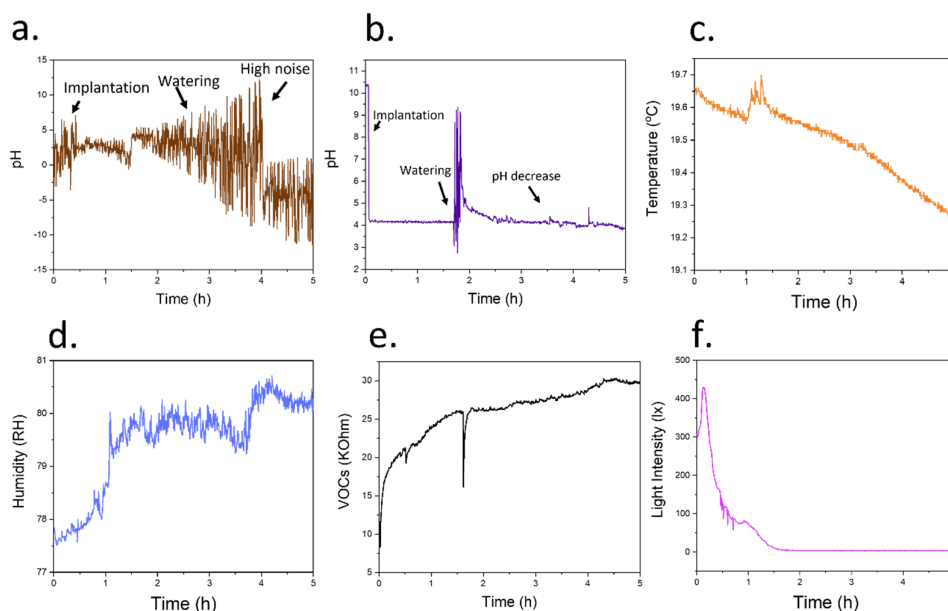 a.
15
10
5
0
-5
-10
-15
pH
Implantation
Watering
High noise
0 1 2 3 4 5
Time (h)
b.
11
10
9
8
7
6
5
4
3
2
pH
Implantation
Watering
pH decrease
0 1 2 3 4 5
Time (h)
c.
19.7
19.6
19.5
19.4
19.3
19.2
19.1
Temperature (ºC)
0 1 2 3 4
Time (h)
d.
81
80
79
78
77
Humidity (RH)
0 1 2 3 4 5
Time (h)
e.
30
25
20
15
10
5
VOCs (KOhm)
0 1 2 3 4 5
Time (h)
f.
500
400
300
200
100
0
Light Intensity (lx)
0 1 2 3 4
Time (h)